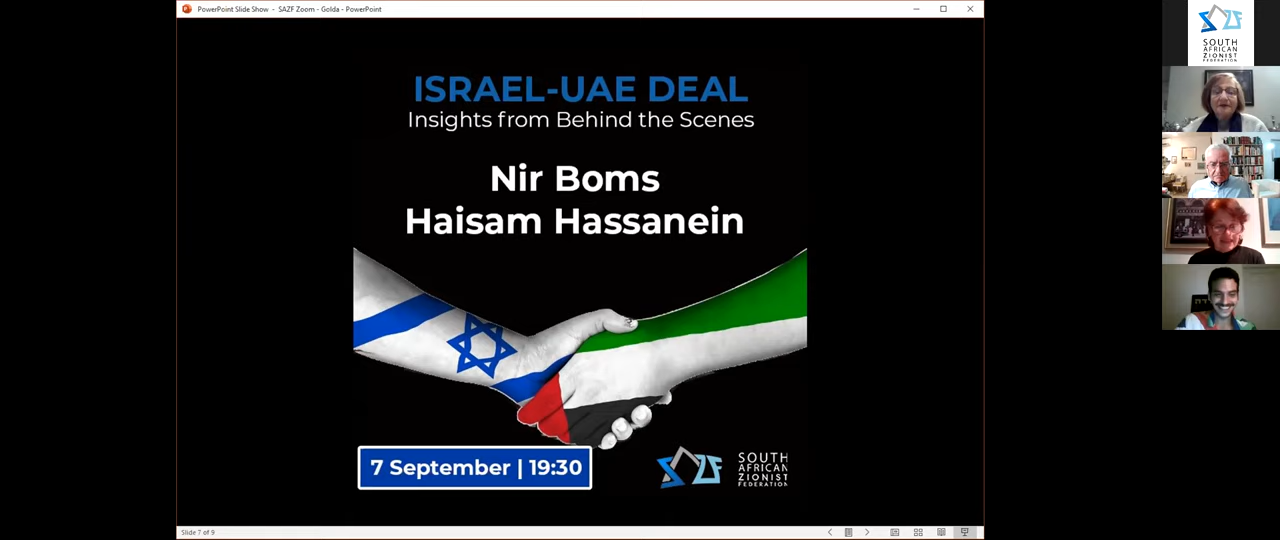 PowerPoint Slide Show - SAZF Zoom - Golda - PowerPoint
ISRAEL-UAE DEAL
Insights from Behind the Scenes
Nir Boms
Haisam Hassanein
7 September | 19:30
SOUTH
AFRICAN
ZIONIST
FEDERATION
Slide 7 of 9
SOUTH
AFRICAN
ZIONIST
FEDERATION